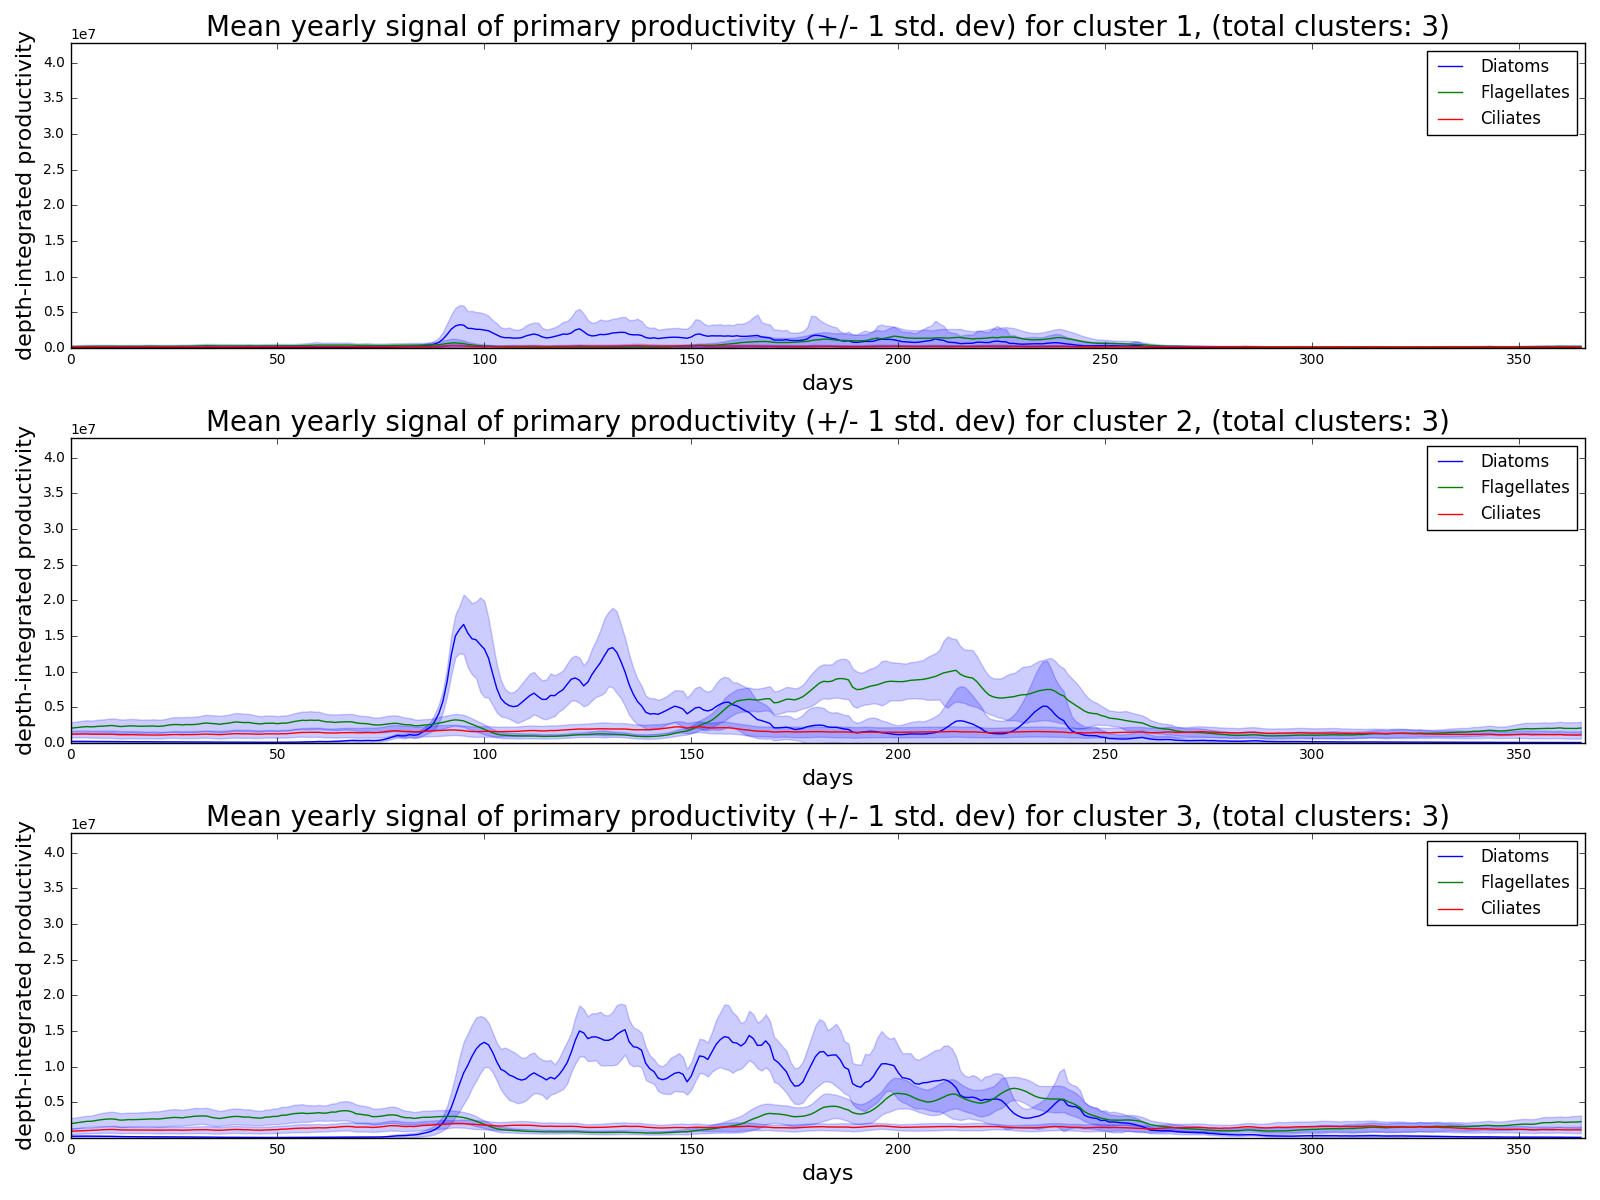 Mean yearly signal of primary productivity (+/- 1 std. dev) for cluster 1, (total clusters: 3)
1e7
depth-integrated productivity
4.0
3.5
3.0
2.5
2.0
1.5
1.0
0.5
0.0
Diatoms
Flagellates
Ciliates
0 50 100 150 200 250 300 350
days
Mean yearly signal of primary productivity (+/- 1 std. dev) for cluster 2, (total clusters: 3)
1e7
depth-integrated productivity
4.0
3.5
3.0
2.5
2.0
1.5
1.0
0.5
0.0
Diatoms
Flagellates
Ciliates
0 50 100 150 200 250 300 350
days
Mean yearly signal of primary productivity (+/- 1 std. dev) for cluster 3, (total clusters: 3)
1e7
depth-integrated productivity
4.0
3.5
3.0
2.5
2.0
1.5
1.0
0.5
0.0
Diatoms
Flagellates
Ciliates
0 50 100 150 200 250 300 350
days